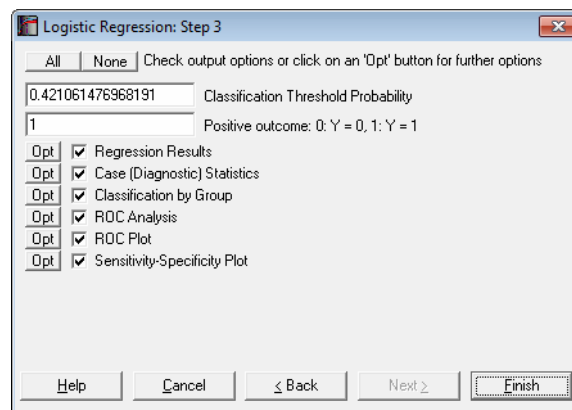 Logistic Regression: Step 3
All None Check output options or click on an 'Opt' button for further options
0.421061476968191 Classification Threshold Probability
1 Positive outcome: 0: Y = 0, 1: Y = 1
Opt Regression Results
Opt Case (Diagnostic) Statistics
Opt Classification by Group
Opt ROC Analysis
Opt ROC Plot
Opt Sensitivity-Specificity Plot
Help Cancel < Back Next > Finish